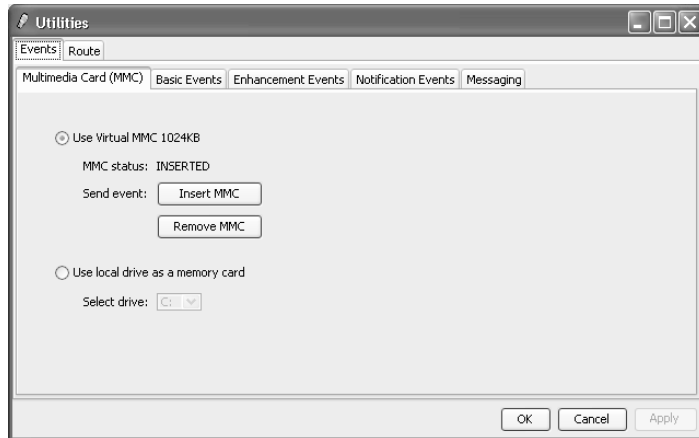 Utilities
Events Route
Multimedia Card (MMC) Basic Events Enhancement Events Notification Events Messaging
Use Virtual MMC 1024KB
MMC status: INSERTED
Send event: Insert MMC
Remove MMC
Use local drive as a memory card
Select drive: C:
OK Cancel Apply